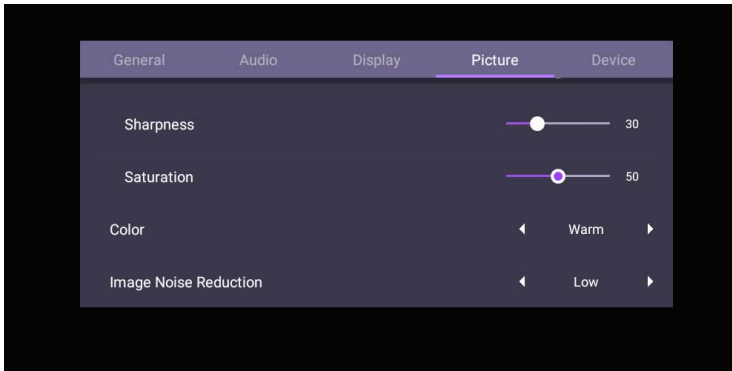 General Audio Display Picture Device
Sharpness 30
Saturation 50
Color Warm
Image Noise Reduction Low